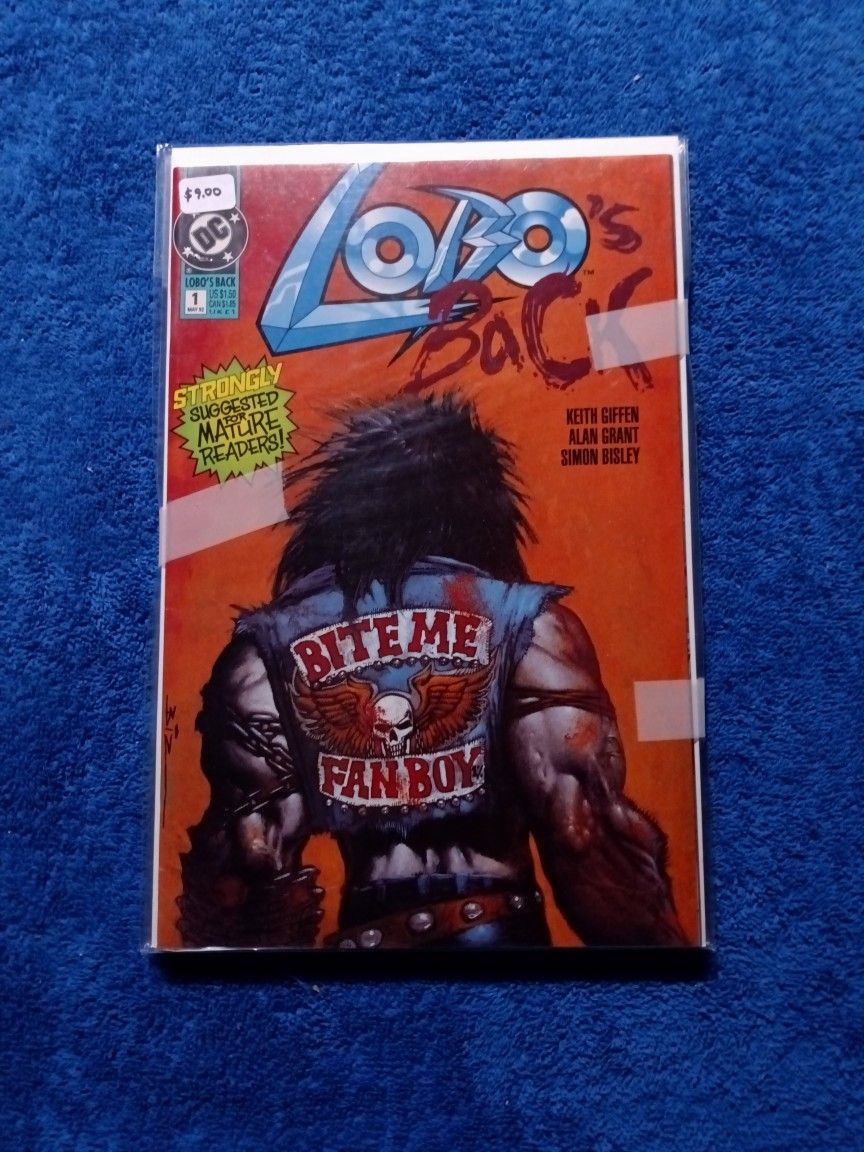 $9.00
DC
LOBO'S BACK
1
MAY 92
US $1.50
CAN $1.85
UK £1
LOBO'S
TM
BACK
STRONGLY
SUGGESTED
FOR
MATURE
READERS!
KEITH GIFFEN
ALAN GRANT
SIMON BISLEY
BITE ME
FAN BOY